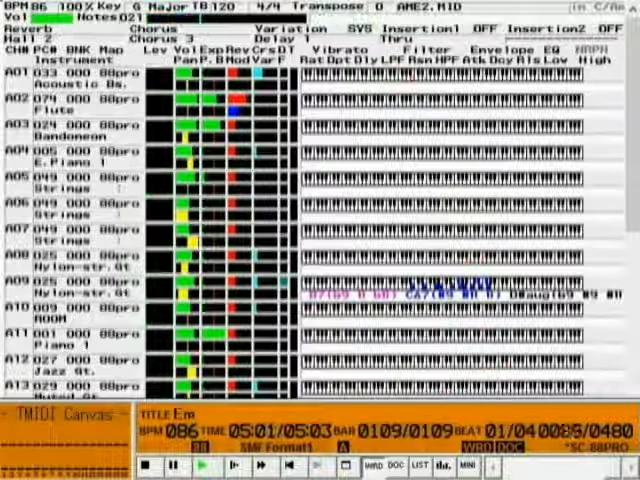 BPM 86 100% Key G Major TB 120 4/4 Transpose 0 AME2.MID
Vol Notes 021
Reverb Chorus Variation SYS Insertion1 OFF Insertion2 OFF
Hall 2 Chorus 3 Delay 1 Thru
CH# PC# BNK Map Lev Vol Exp Rev Crs DT Vibrato Filter Envelope EQ NRPN
Instrument Pan P.B Mod Var F Rat Dpt Dly LPF Rsn HPF Atk Dcy Rls Low High
A01 033 000 88pro
Acoustic Bs.
A02 074 000 88pro
Flute
A03 024 000 88pro
Bandoneon
A04 005 000 88pro
E.Piano 1
A05 049 000 88pro
Strings :
A06 049 000 88pro
Strings :
A07 049 000 88pro
Strings :
A08 025 000 88pro
Nylon-str.Gt
A09 025 000 88pro
Nylon-str.Gt
A10 009 000 88pro
ROOM
A11 001 000 88pro
Piano 1
A12 027 000 88pro
Jazz Gt.
A13 029 000 88pro
Muted Gt
- TMIDI Canvas -
TITLE Em
BPM 086 TIME 05:01/05:03 BAR 0109/0109 BEAT 01/04 0085/0480
SMF Format1 A WRD DOC *SC-88PRO
WRD DOC LIST MINI